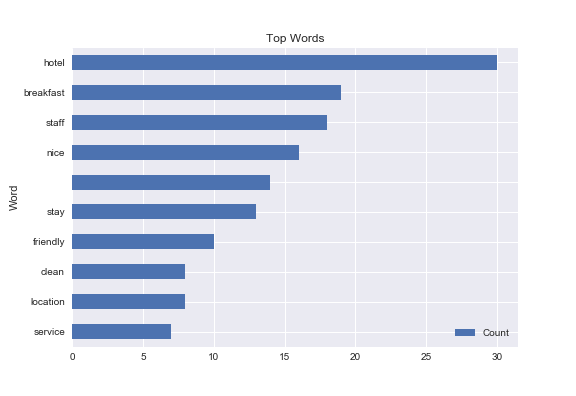 Top Words
hotel
breakfast
staff
nice
stay
friendly
clean
location
service
Word
0 5 10 15 20 25 30
Count